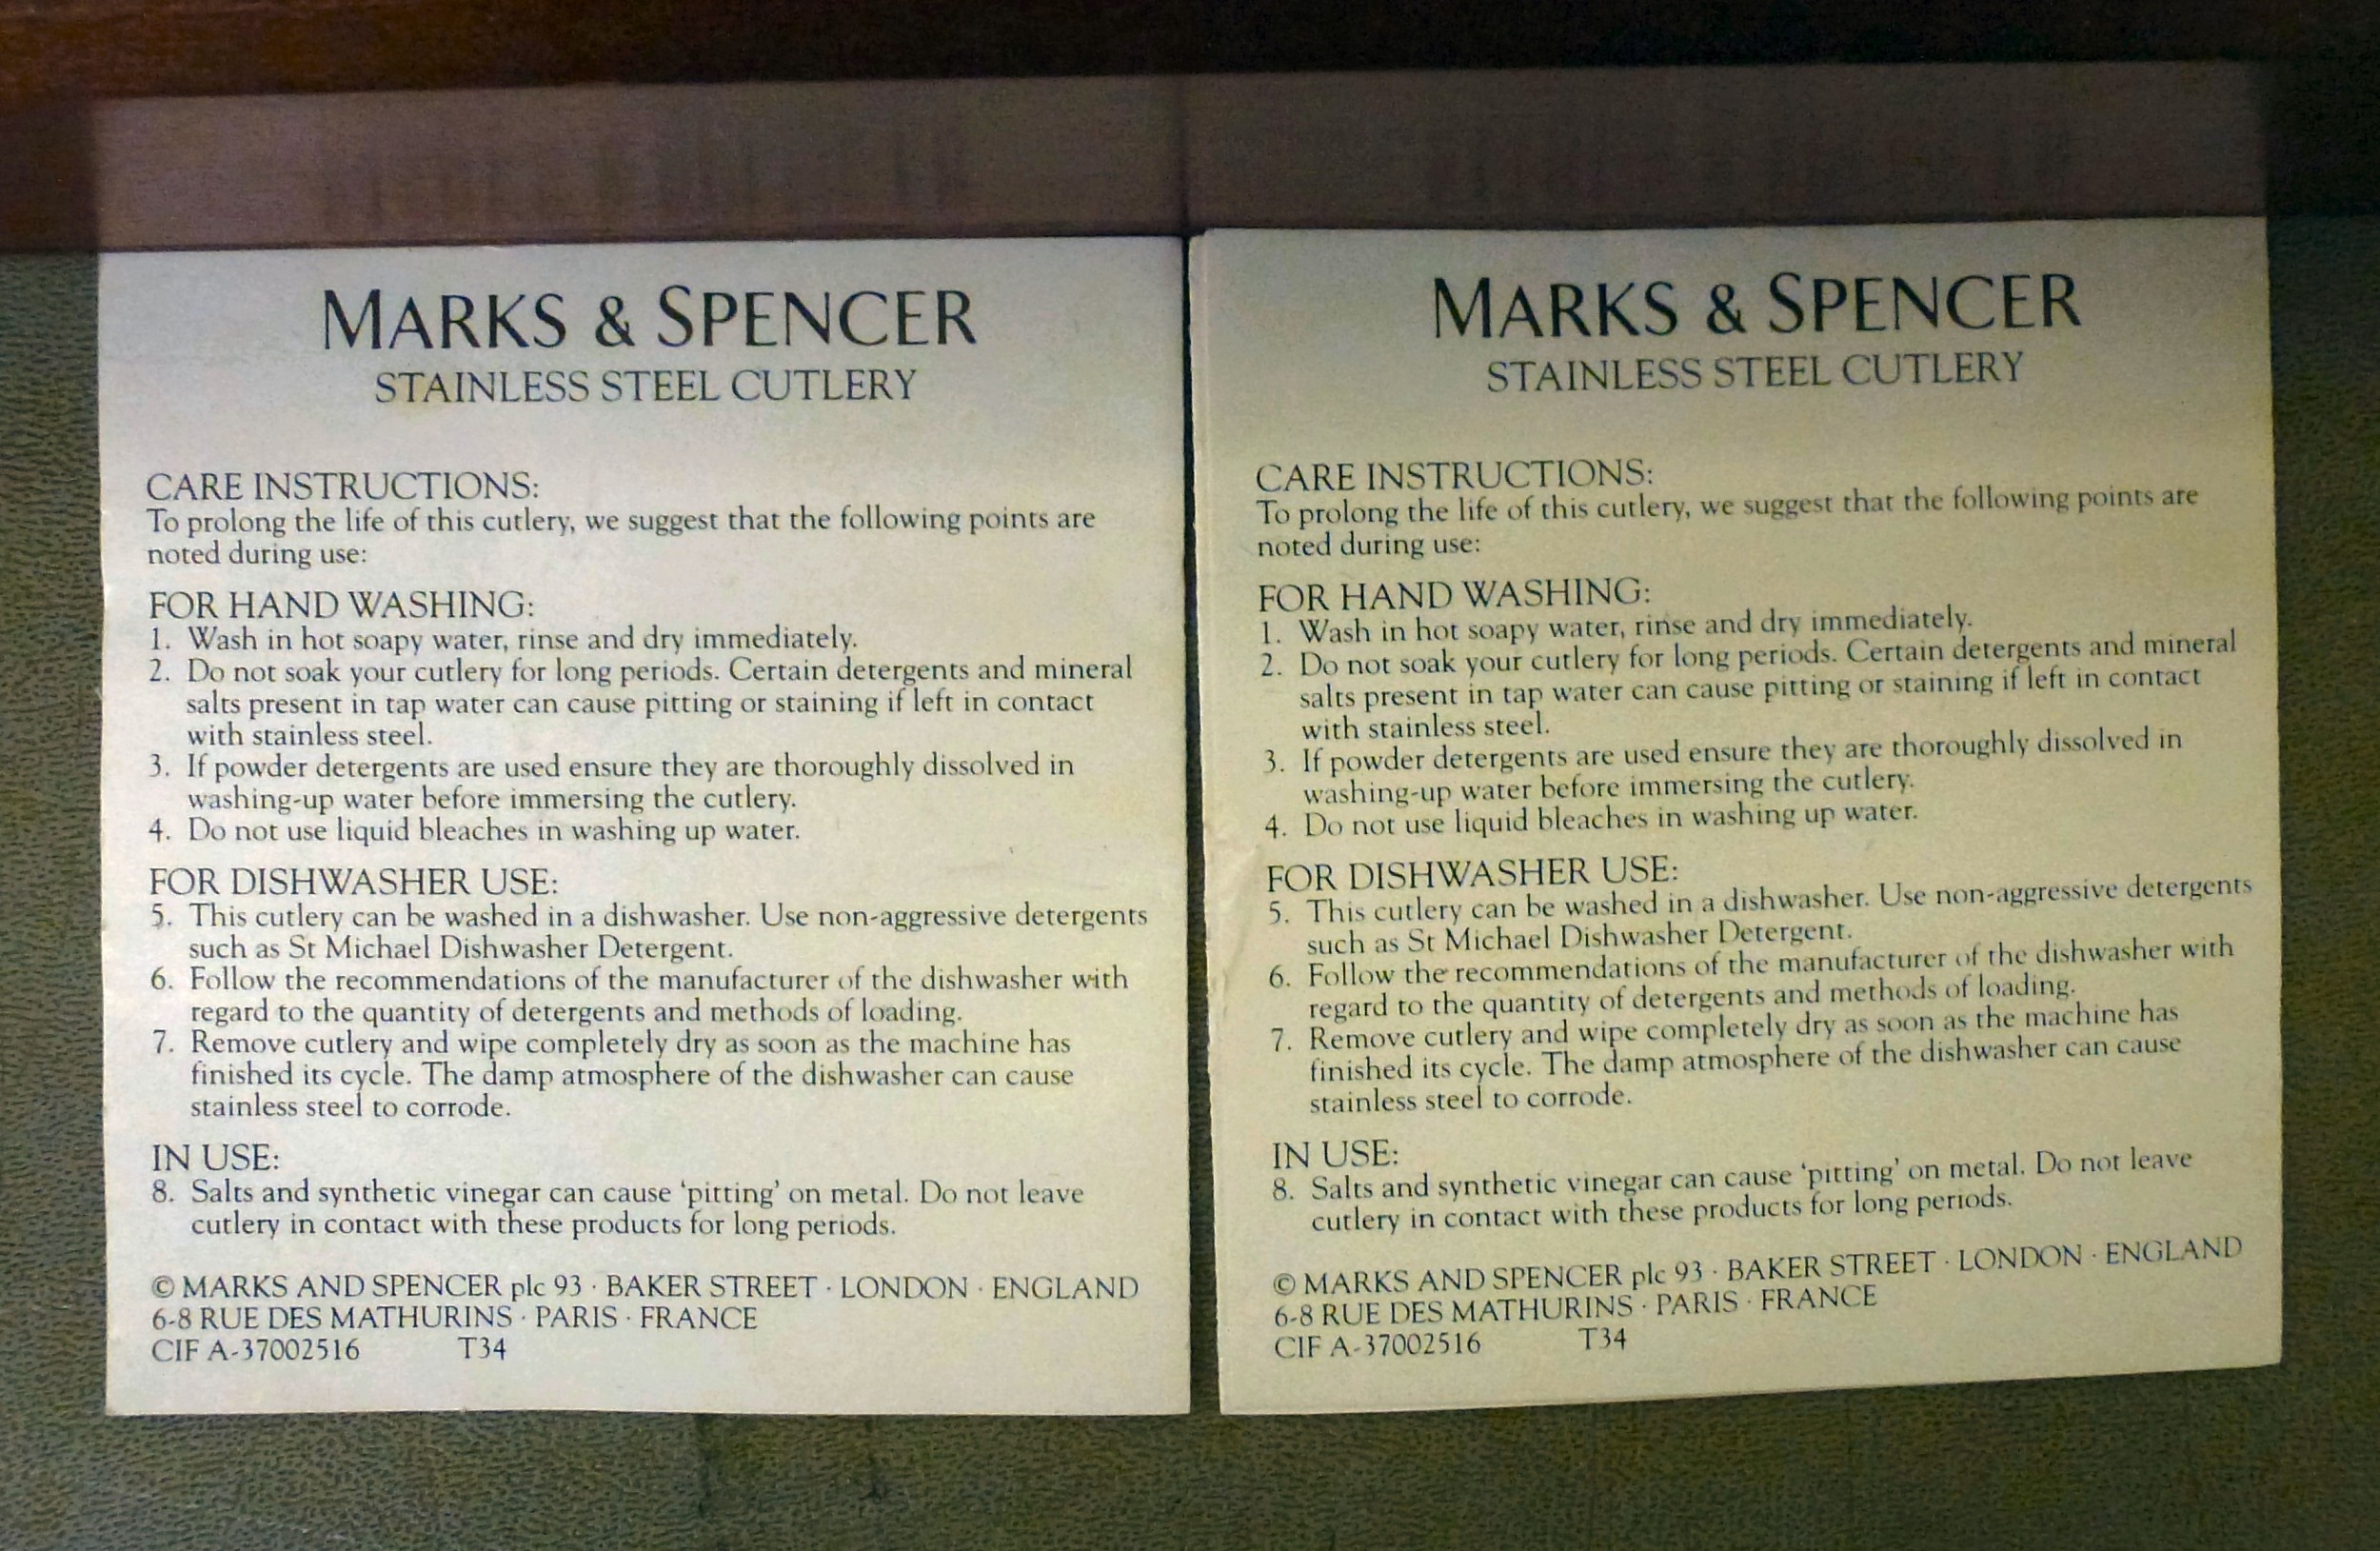 MARKS & SPENCER
STAINLESS STEEL CUTLERY
CARE INSTRUCTIONS:
To prolong the life of this cutlery, we suggest that the following points are
noted during use:
FOR HAND WASHING:
1. Wash in hot soapy water, rinse and dry immediately.
2. Do not soak your cutlery for long periods. Certain detergents and mineral
salts present in tap water can cause pitting or staining if left in contact
with stainless steel.
3. If powder detergents are used ensure they are thoroughly dissolved in
washing-up water before immersing the cutlery.
4. Do not use liquid bleaches in washing up water.
FOR DISHWASHER USE:
5. This cutlery can be washed in a dishwasher. Use non-aggressive detergents
such as St Michael Dishwasher Detergent.
6. Follow the recommendations of the manufacturer of the dishwasher with
regard to the quantity of detergents and methods of loading.
7. Remove cutlery and wipe completely dry as soon as the machine has
finished its cycle. The damp atmosphere of the dishwasher can cause
stainless steel to corrode.
IN USE:
8. Salts and synthetic vinegar can cause ‘pitting’ on metal. Do not leave
cutlery in contact with these products for long periods.
© MARKS AND SPENCER plc 93 · BAKER STREET · LONDON · ENGLAND
6-8 RUE DES MATHURINS · PARIS · FRANCE
CIF A-37002516 T34
MARKS & SPENCER
STAINLESS STEEL CUTLERY
CARE INSTRUCTIONS:
To prolong the life of this cutlery, we suggest that the following points are
noted during use:
FOR HAND WASHING:
1. Wash in hot soapy water, rinse and dry immediately.
2. Do not soak your cutlery for long periods. Certain detergents and mineral
salts present in tap water can cause pitting or staining if left in contact
with stainless steel.
3. If powder detergents are used ensure they are thoroughly dissolved in
washing-up water before immersing the cutlery.
4. Do not use liquid bleaches in washing up water.
FOR DISHWASHER USE:
5. This cutlery can be washed in a dishwasher. Use non-aggressive detergents
such as St Michael Dishwasher Detergent.
6. Follow the recommendations of the manufacturer of the dishwasher with
regard to the quantity of detergents and methods of loading.
7. Remove cutlery and wipe completely dry as soon as the machine has
finished its cycle. The damp atmosphere of the dishwasher can cause
stainless steel to corrode.
IN USE:
8. Salts and synthetic vinegar can cause ‘pitting’ on metal. Do not leave
cutlery in contact with these products for long periods.
© MARKS AND SPENCER plc 93 · BAKER STREET · LONDON · ENGLAND
6-8 RUE DES MATHURINS · PARIS · FRANCE
CIF A-37002516 T34